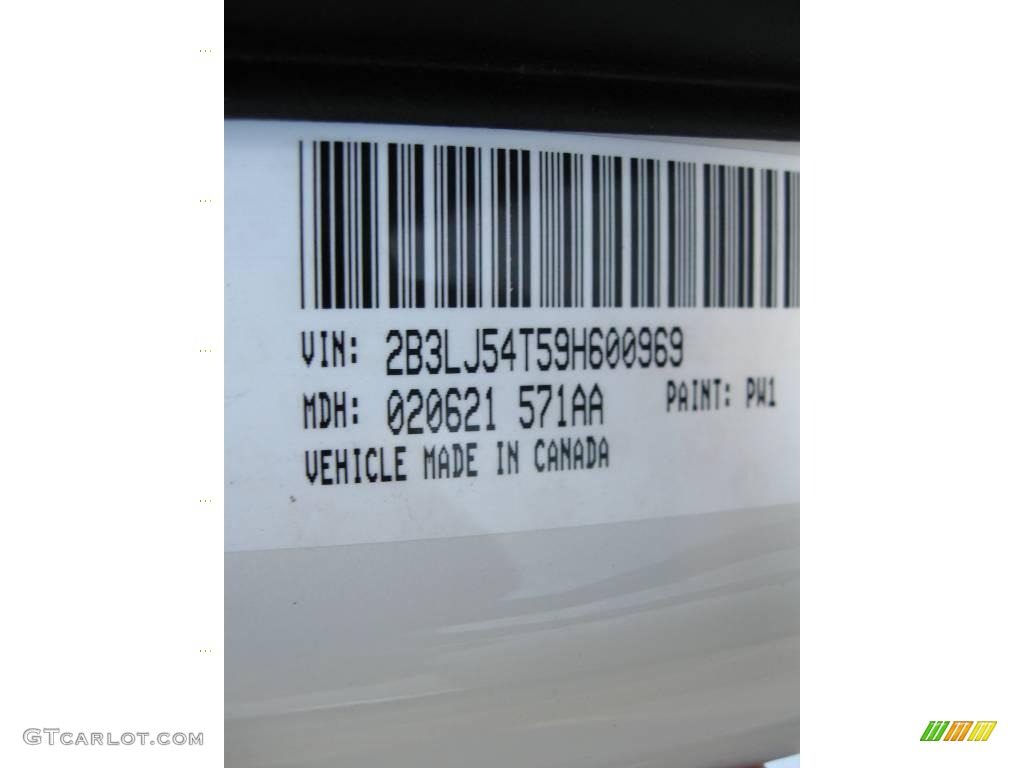 VIN: 2B3LJ54T59H600969
MDH: 020621 571AA PAINT: PW1
VEHICLE MADE IN CANADA
GTCARLOT.COM